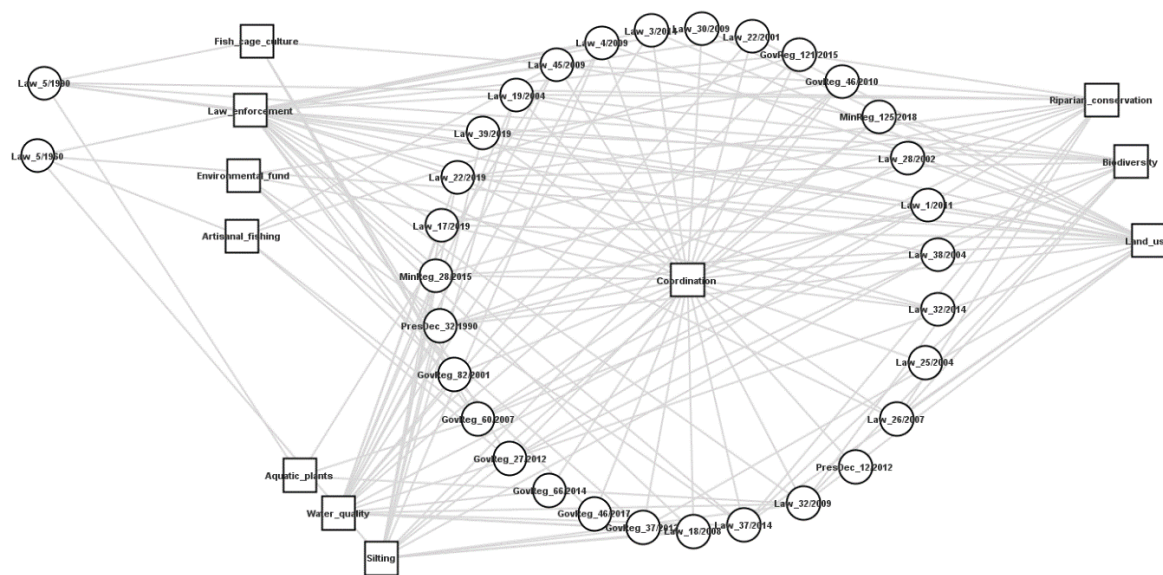 Fish_cage_culture
Law_5/1990
Law_enforcement
Law_5/1960
Environmental_fund
Artisanal_fishing
Aquatic_plants
Water_quality
Silting
Law_30/2009
Law_3/2014
Law_22/2001
Law_4/2009
GovReg_121/2015
Law_45/2009
GovReg_46/2010
Law_19/2004
MinReg_125/2018
Law_39/2019
Law_28/2002
Law_22/2019
Law_1/2011
Law_17/2019
Law_38/2004
MinReg_28/2015
Coordination
Law_32/2014
PresDec_32/1990
Law_25/2004
GovReg_82/2001
Law_26/2007
GovReg_60/2007
GovReg_27/2012
PresDec_12/2012
GovReg_66/2014
Law_32/2009
GovReg_46/2017
GovReg_37/2012
Law_18/2008
Law_37/2014
Riparian_conservation
Biodiversity
Land_us